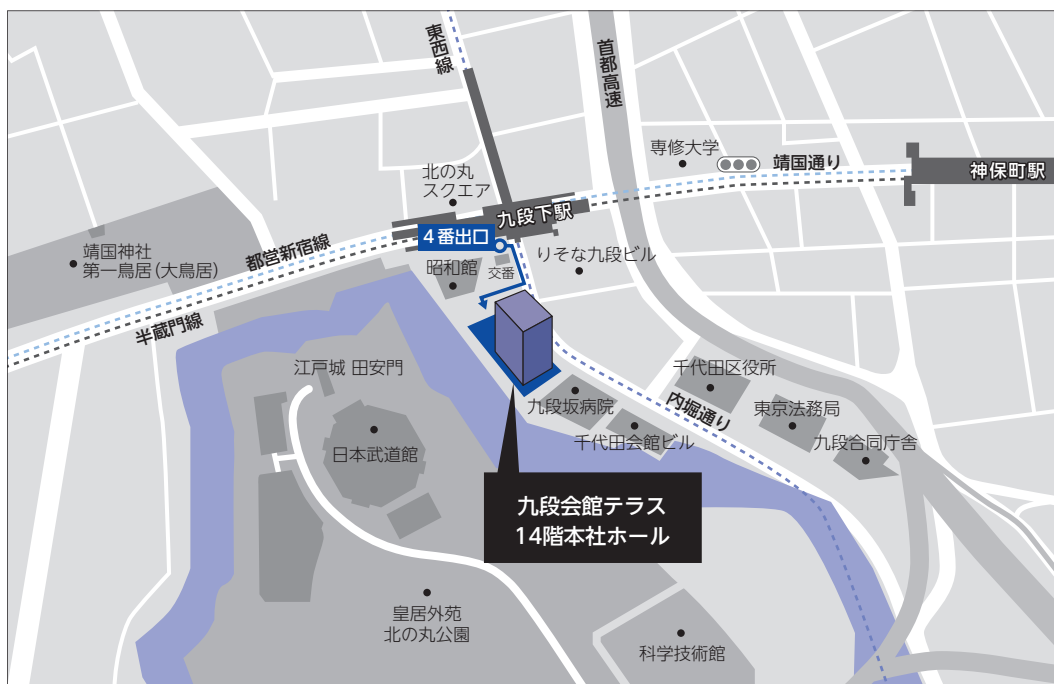 東西線
首都高速
専修大学
靖国通り
神保町駅
北の丸
スクエア
九段下駅
4番出口
昭和館
交番
りそな九段ビル
靖国神社
第一鳥居(大鳥居)
都営新宿線
半蔵門線
江戸城 田安門
日本武道館
九段坂病院
千代田会館ビル
内堀通り
千代田区役所
東京法務局
九段合同庁舎
九段会館テラス
14階本社ホール
皇居外苑
北の丸公園
科学技術館